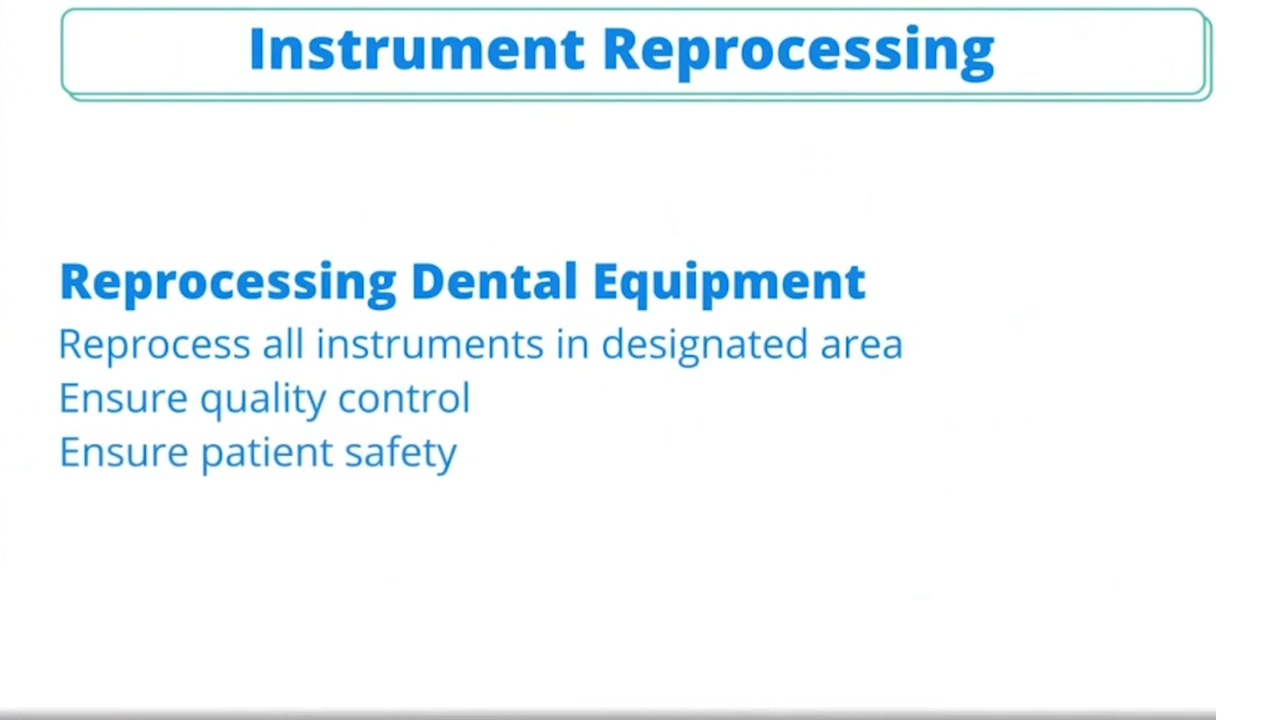 Instrument Reprocessing
Reprocessing Dental Equipment
Reprocess all instruments in designated area
Ensure quality control
Ensure patient safety